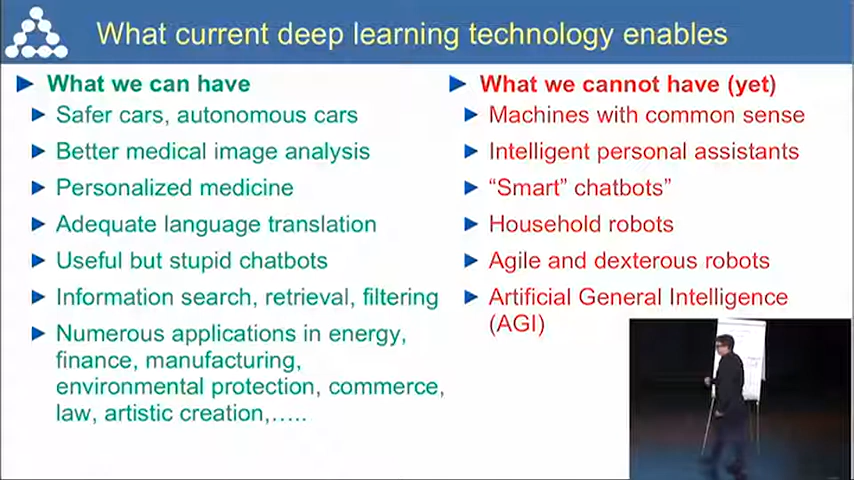 What current deep learning technology enables
What we can have
Safer cars, autonomous cars
Better medical image analysis
Personalized medicine
Adequate language translation
Useful but stupid chatbots
Information search, retrieval, filtering
Numerous applications in energy,
finance, manufacturing,
environmental protection, commerce,
law, artistic creation,…..
What we cannot have (yet)
Machines with common sense
Intelligent personal assistants
“Smart” chatbots”
Household robots
Agile and dexterous robots
Artificial General Intelligence
(AGI)